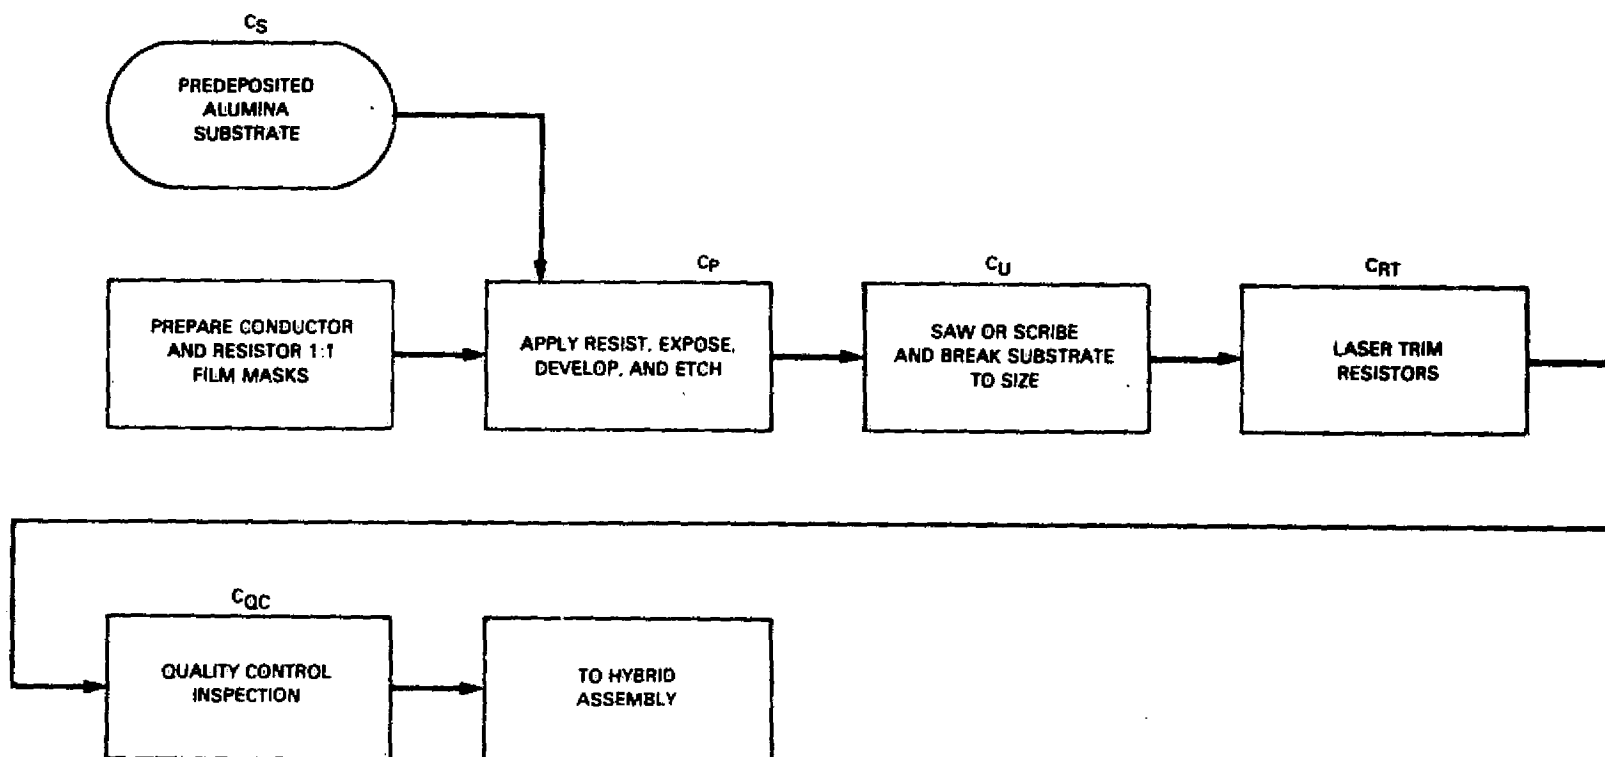 CS
PREDEPOSITED
ALUMINA
SUBSTRATE
PREPARE CONDUCTOR
AND RESISTOR 1:1
FILM MASKS
CP
APPLY RESIST, EXPOSE,
DEVELOP, AND ETCH
CU
SAW OR SCRIBE
AND BREAK SUBSTRATE
TO SIZE
CRT
LASER TRIM
RESISTORS
CQC
QUALITY CONTROL
INSPECTION
TO HYBRID
ASSEMBLY